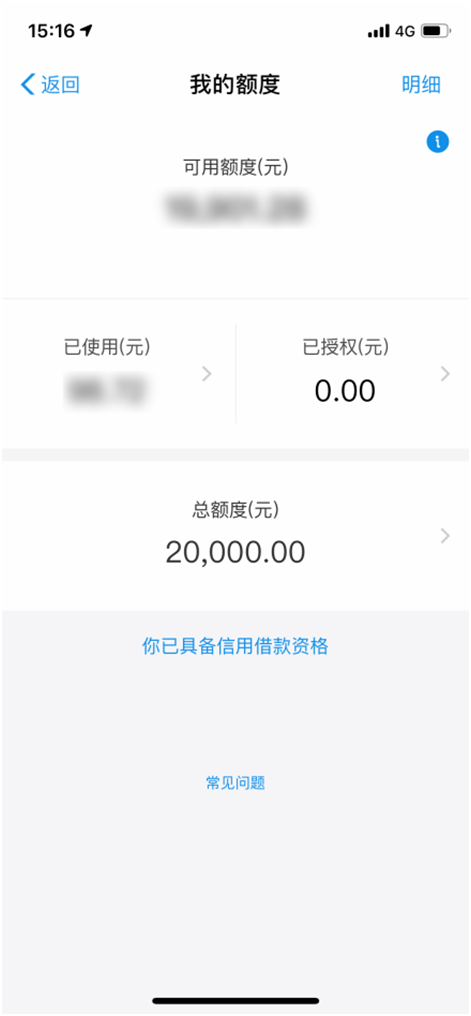 15:16
4G
返回
我的额度
明细
可用额度(元)
已使用(元)
已授权(元)
0.00
总额度(元)
20,000.00
你已具备信用借款资格
常见问题